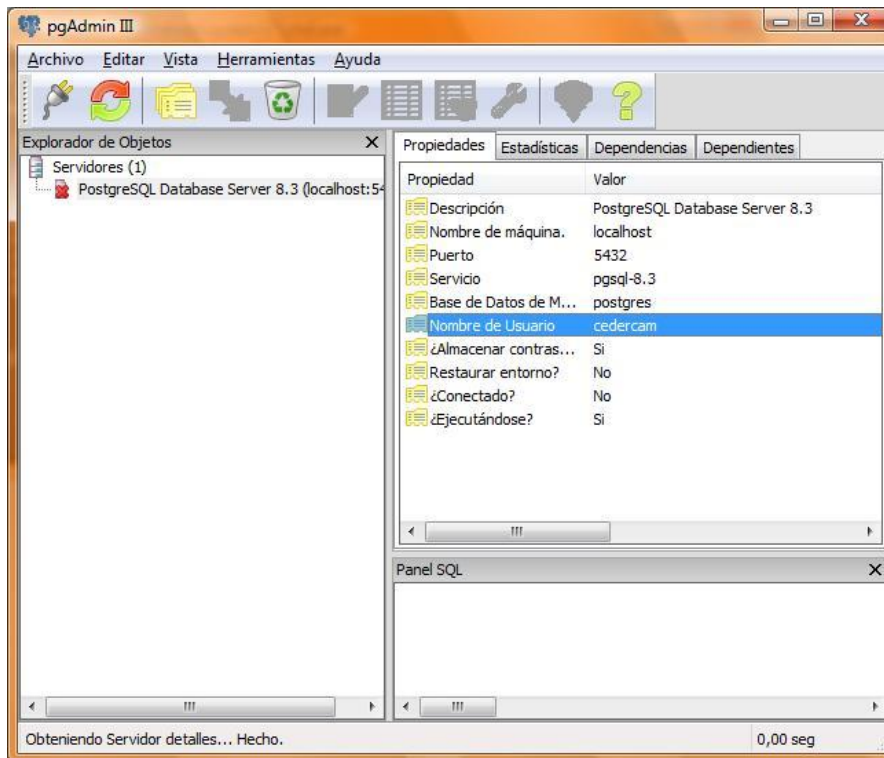 pgAdmin III
Archivo Editar Vista Herramientas Ayuda
Explorador de Objetos
Servidores (1)
PostgreSQL Database Server 8.3 (localhost:54
Propiedades Estadísticas Dependencias Dependientes
Propiedad Valor
Descripción PostgreSQL Database Server 8.3
Nombre de máquina. localhost
Puerto 5432
Servicio pgsql-8.3
Base de Datos de M... postgres
Nombre de Usuario cedercam
¿Almacenar contras... Si
Restaurar entorno? No
¿Conectado? No
¿Ejecutándose? Si
Panel SQL
Obteniendo Servidor detalles... Hecho. 0,00 seg